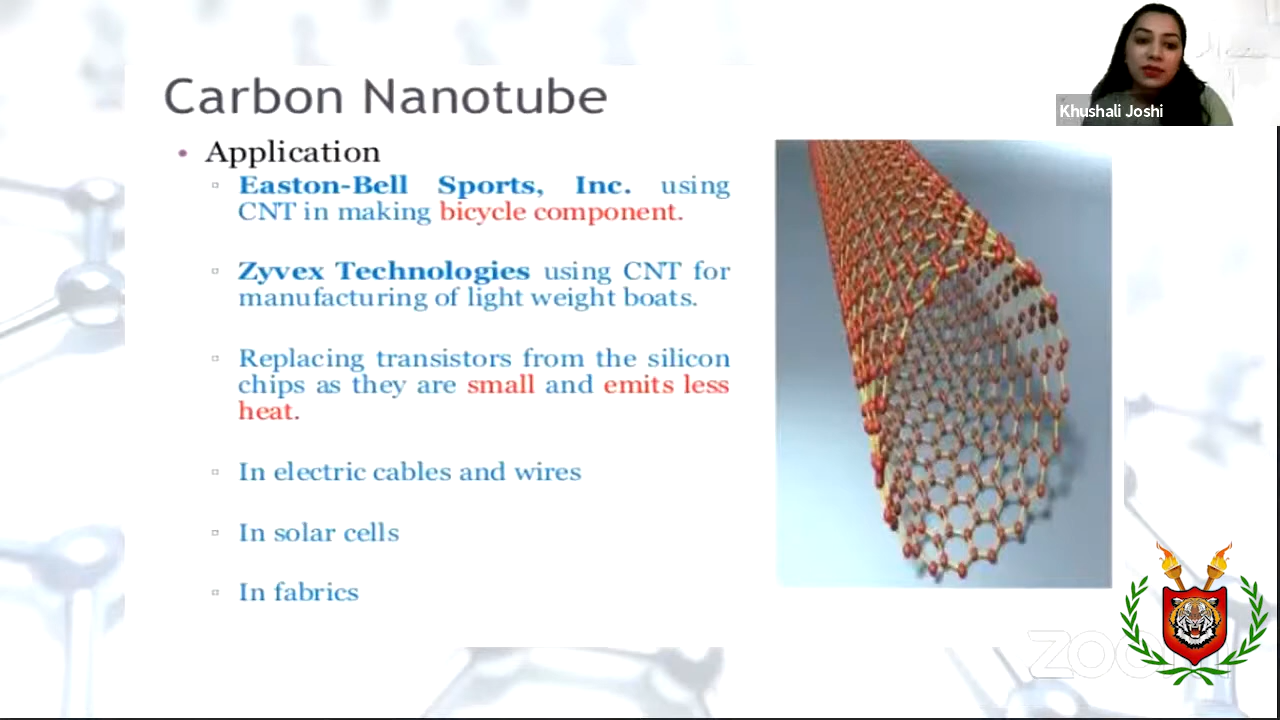 Khushali Joshi
Carbon Nanotube
• Application
Easton-Bell Sports, Inc. using
CNT in making bicycle component.
Zyvex Technologies using CNT for
manufacturing of light weight boats.
Replacing transistors from the silicon
chips as they are small and emits less
heat.
In electric cables and wires
In solar cells
In fabrics
zoom